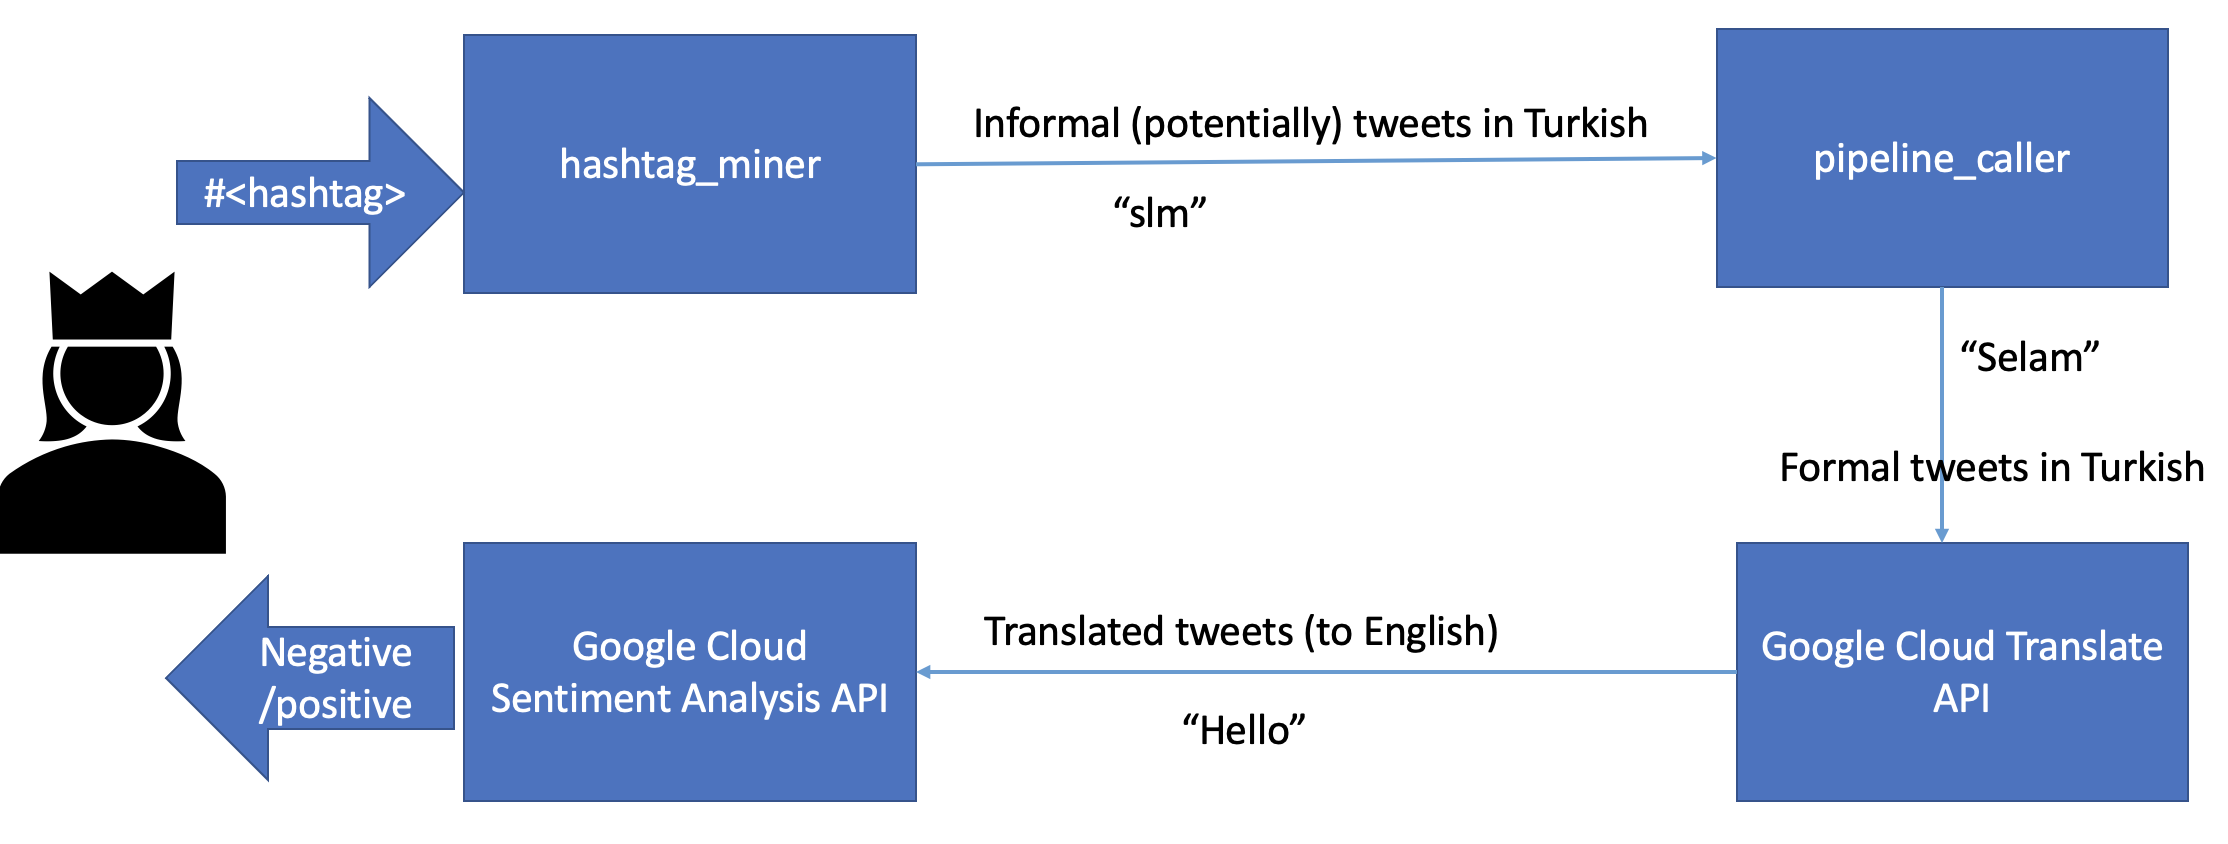 #<hashtag>
hashtag_miner
Informal (potentially) tweets in Turkish
“slm”
pipeline_caller
“Selam”
Formal tweets in Turkish
Google Cloud Translate
API
Translated tweets (to English)
“Hello”
Google Cloud
Sentiment Analysis API
Negative
/positive